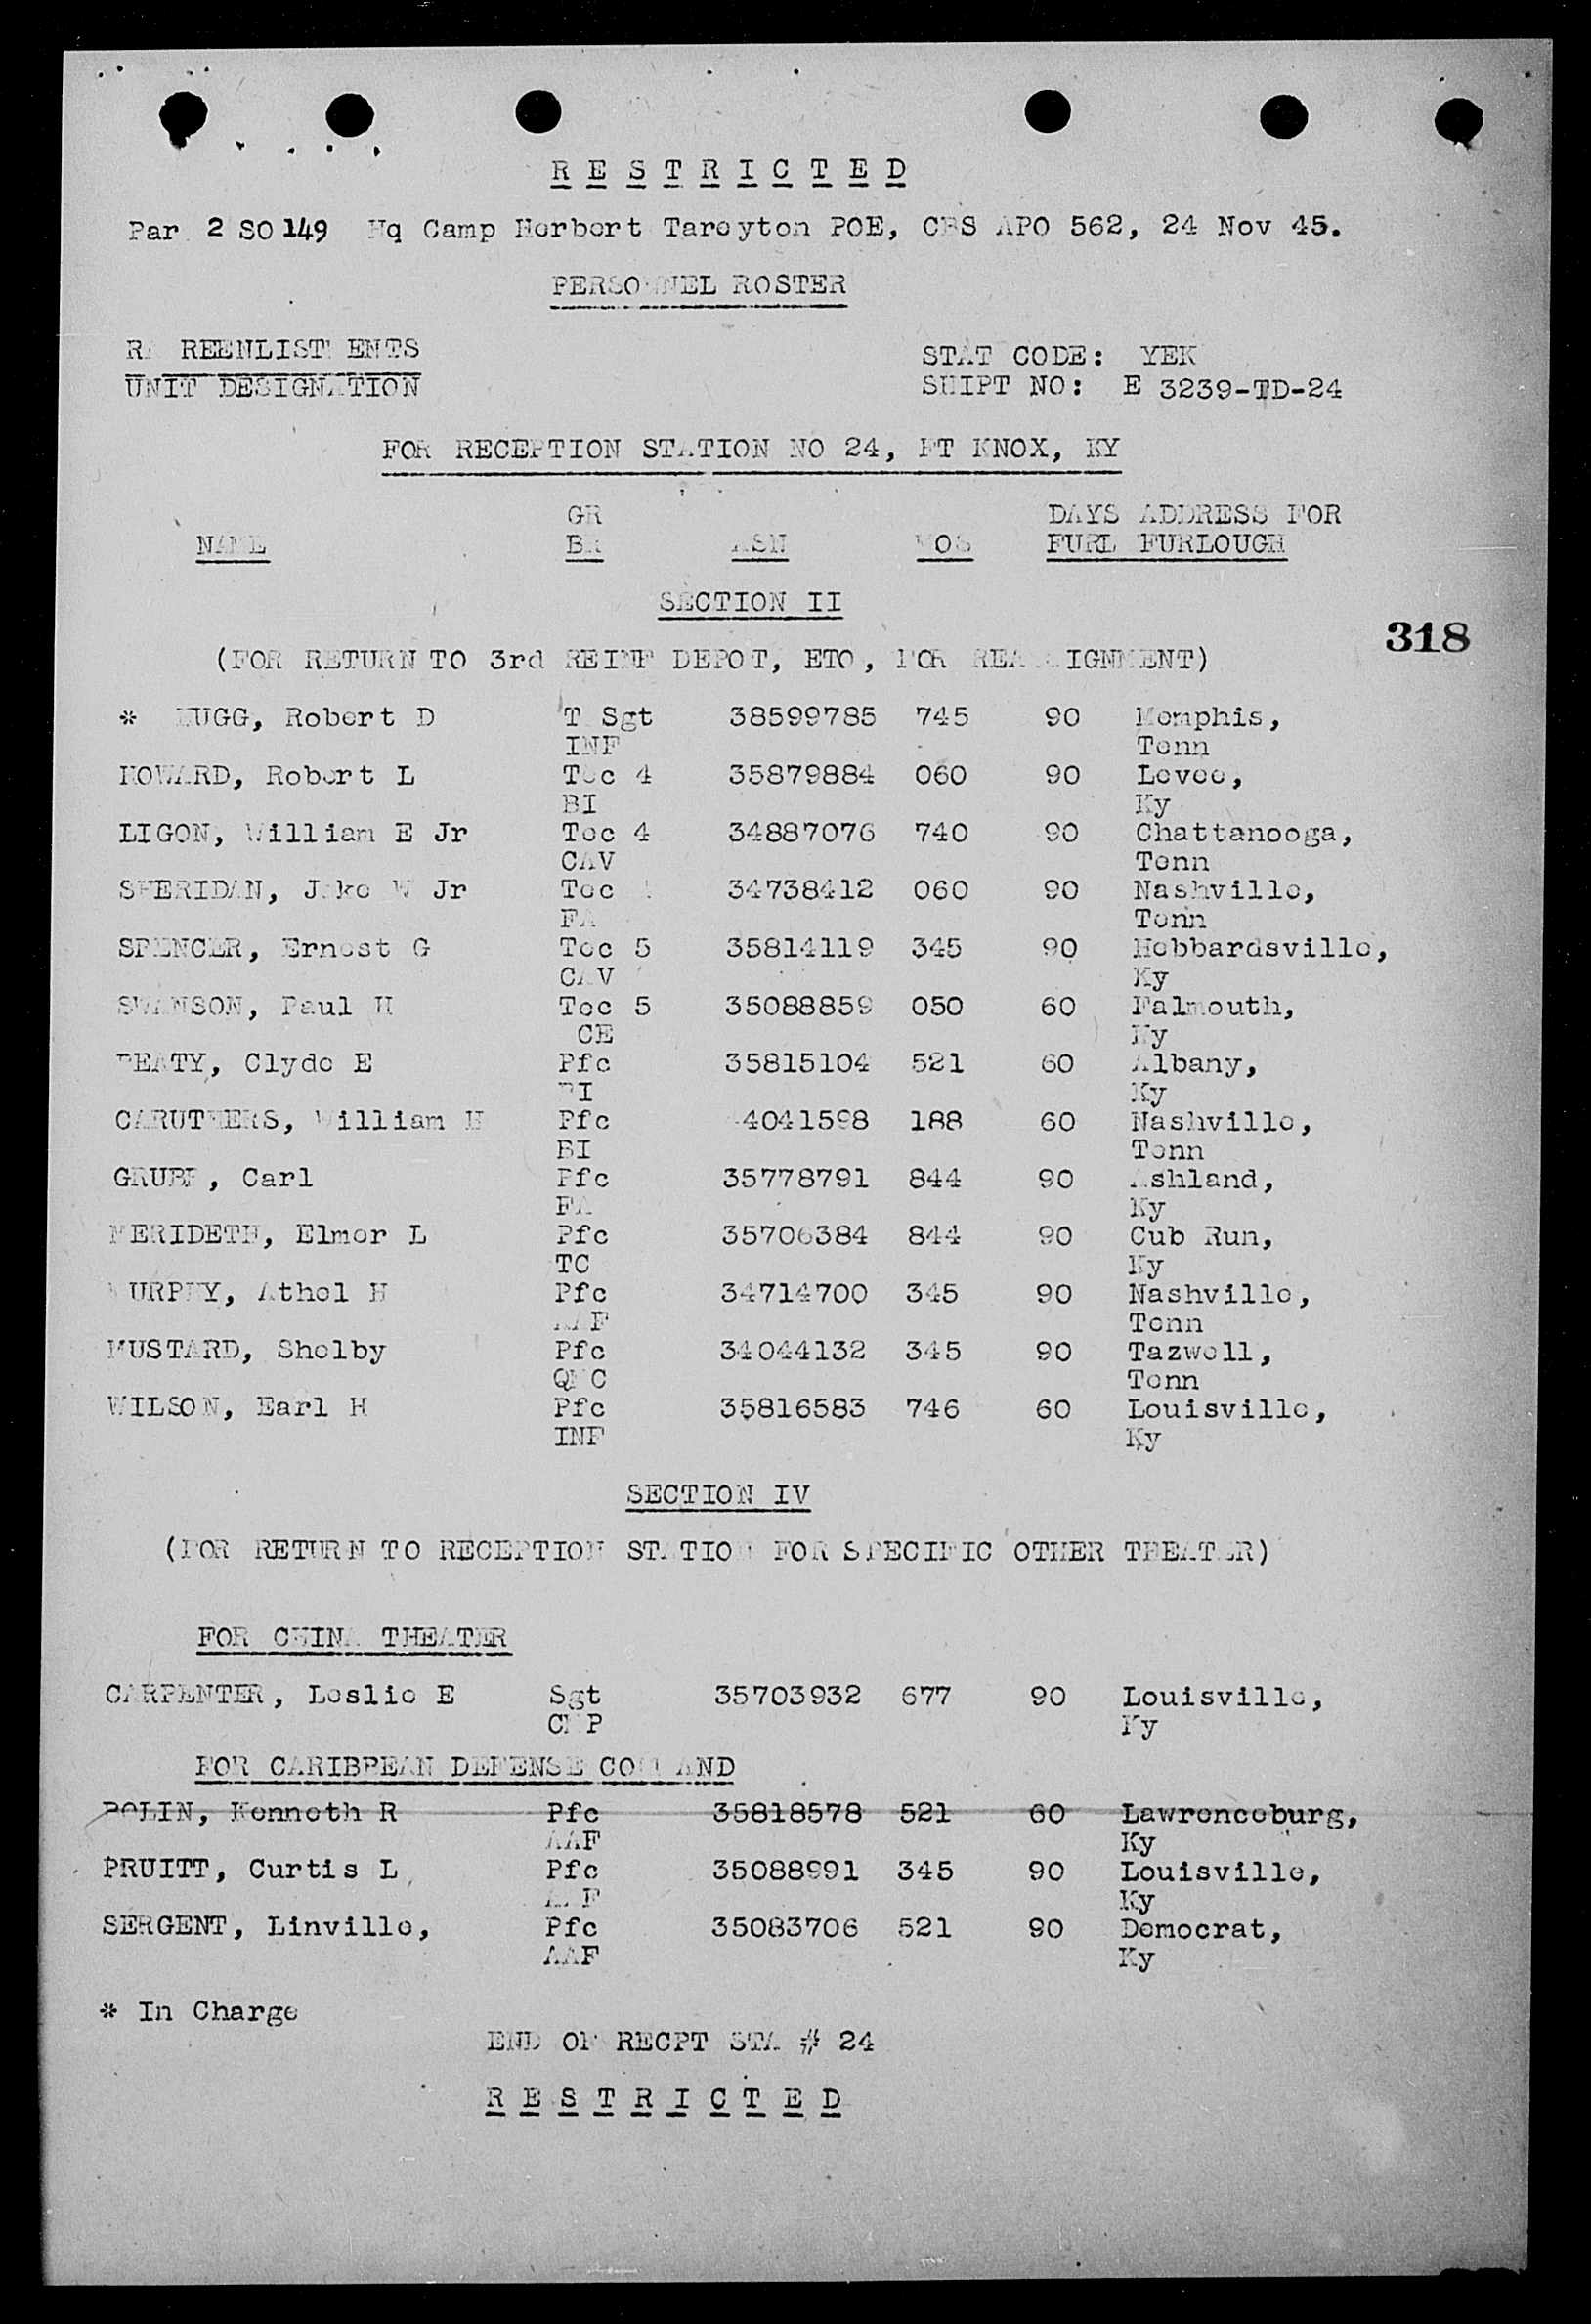 R E S T R I C T E D
Par 2 SO 149 Hq Camp Herbert Tareyton POE, CBS APO 562, 24 Nov 45.
PERSONNEL ROSTER
RA REENLISTMENTS
UNIT DESIGNATION
STAT CODE: YEK
SHIPT NO: E 3239-TD-24
FOR RECEPTION STATION NO 24, FT KNOX, KY
GR DAYS ADDRESS FOR
NAME BR ASN MOS FURL FURLOUGH
SECTION II
318
(FOR RETURN TO 3rd REINF DEPOT, ETO, FOR REASSIGNMENT)
* Robert D T Sgt 38599785 745 90 Memphis,
INF Tenn
HOWARD, Robert L Tec 4 35879884 060 90 Levee,
BI Ky
LIGON, William E Jr Tec 4 34887076 740 90 Chattanooga,
CAV Tenn
SHERIDAN, Jake W Jr Tec 34738412 060 90 Nashville,
FA Tenn
SPENCER, Ernest G Tec 5 35814119 345 90 Hebbardsville,
CAV Ky
SWANSON, Paul H Tec 5 35088859 050 60 Falmouth,
CE Ky
BEATY, Clyde E Pfc 35815104 521 60 Albany,
BI Ky
CARUTHERS, William H Pfc 188 60 Nashville,
BI Tenn
GRUBB, Carl Pfc 35778791 844 90 Ashland,
FA Ky
MERIDETH, Elmer L Pfc 35706384 844 90 Cub Run,
TC Ky
MURPHY, Athel H Pfc 34714700 345 90 Nashville,
AAF Tenn
MUSTARD, Shelby Pfc 34044132 345 90 Tazwell,
QMC Tenn
WILSON, Earl H Pfc 35816583 746 60 Louisville,
INF Ky
SECTION IV
(FOR RETURN TO RECEPTION STATION FOR SPECIFIC OTHER THEATER)
FOR CHINA THEATER
CARPENTER, Leslie E Sgt 35703932 677 90 Louisville,
CMP Ky
FOR CARIBBEAN DEFENSE COMMAND
POLIN, Kenneth R Pfc 35818578 521 60 Lawrenceburg,
AAF Ky
PRUITT, Curtis L Pfc 35088991 345 90 Louisville,
AAF Ky
SERGENT, Linville, Pfc 35083706 521 90 Democrat,
AAF Ky
* In Charge
END OF RECPT STA # 24
R E S T R I C T E D